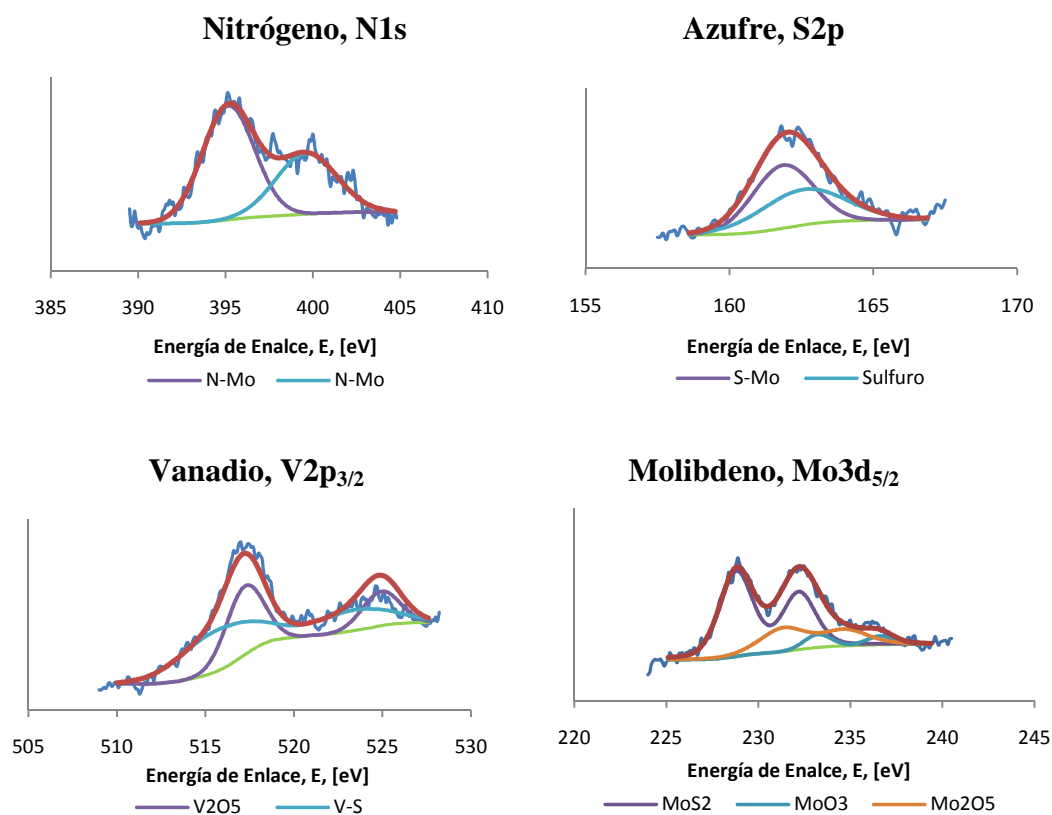 Nitrógeno, N1s
385 390 395 400 405 410
Energía de Enalce, E, [eV]
N-Mo N-Mo
Azufre, S2p
155 160 165 170
Energía de Enlace, E, [eV]
S-Mo Sulfuro
Vanadio, V2p3/2
505 510 515 520 525 530
Energía de Enlace, E, [eV]
V2O5 V-S
Molibdeno, Mo3d5/2
220 225 230 235 240 245
Energía de Enalce, E, [eV]
MoS2 MoO3 Mo2O5